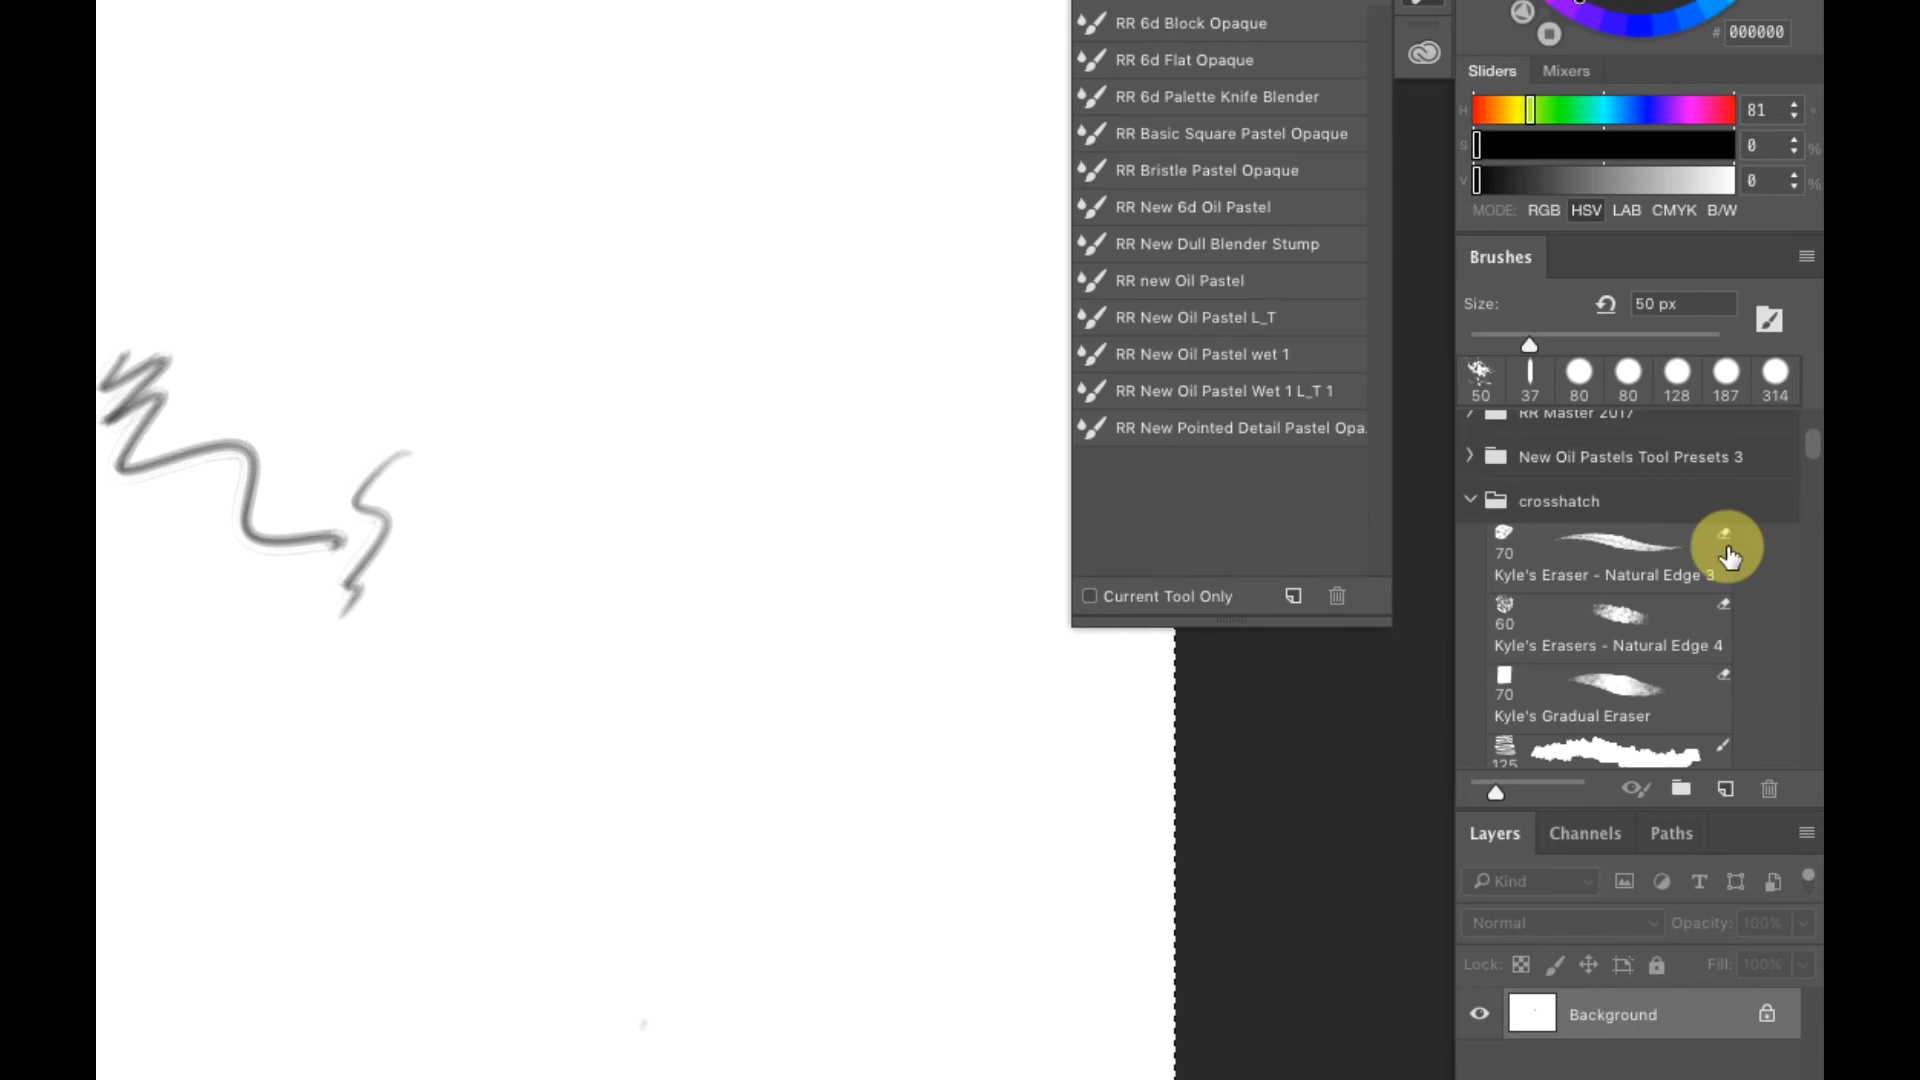 RR 6d Block Opaque
RR 6d Flat Opaque
RR 6d Palette Knife Blender
RR Basic Square Pastel Opaque
RR Bristle Pastel Opaque
RR New 6d Oil Pastel
RR New Dull Blender Stump
RR new Oil Pastel
RR New Oil Pastel L_T
RR New Oil Pastel wet 1
RR New Oil Pastel Wet 1 L_T 1
RR New Pointed Detail Pastel Opa.
Current Tool Only
# 000000
Sliders Mixers
H 81 °
S 0 %
V 0 %
MODE: RGB HSV LAB CMYK B/W
Brushes
Size: 50 px
50 37 80 80 128 187 314
RR Master 2017
New Oil Pastels Tool Presets 3
crosshatch
70
Kyle's Eraser - Natural Edge 3
60
Kyle's Erasers - Natural Edge 4
70
Kyle's Gradual Eraser
125
Layers Channels Paths
Kind
Normal Opacity: 100%
Lock: Fill: 100%
Background